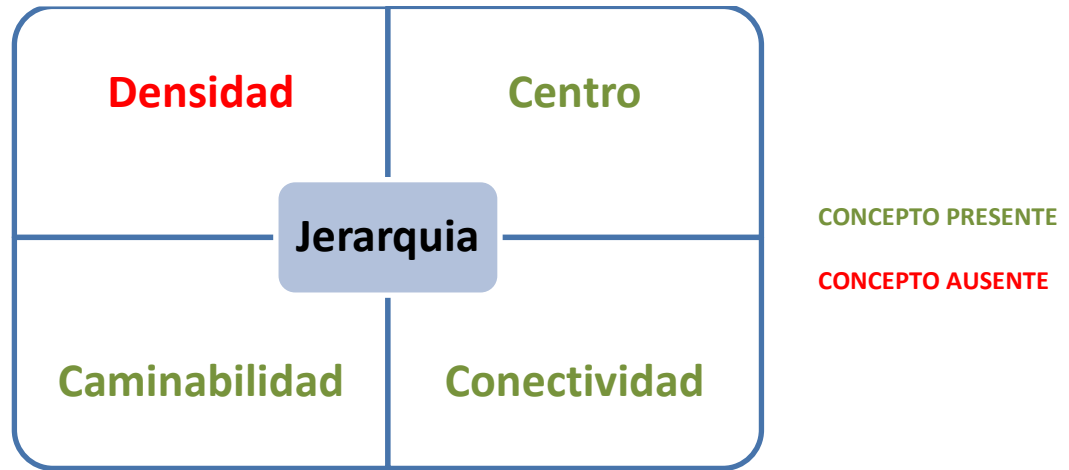 Densidad
Centro
Jerarquia
Caminabilidad
Conectividad
CONCEPTO PRESENTE
CONCEPTO AUSENTE